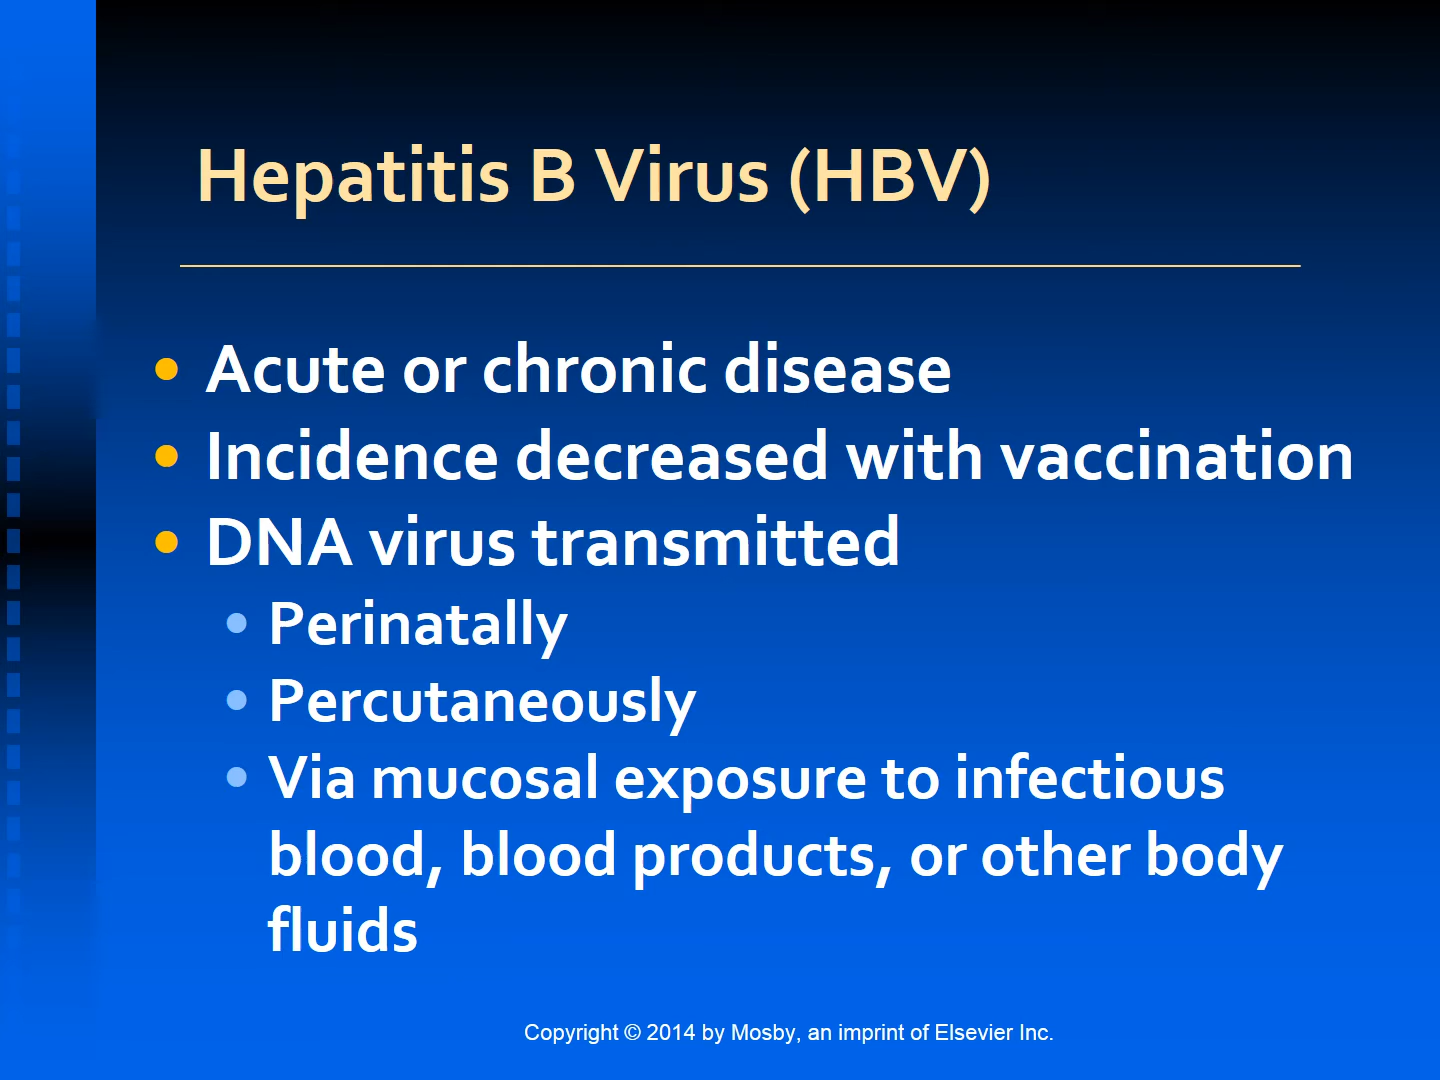 Hepatitis B Virus (HBV)
• Acute or chronic disease
• Incidence decreased with vaccination
• DNA virus transmitted
• Perinatally
• Percutaneously
• Via mucosal exposure to infectious
blood, blood products, or other body
fluids
Copyright © 2014 by Mosby, an imprint of Elsevier Inc.